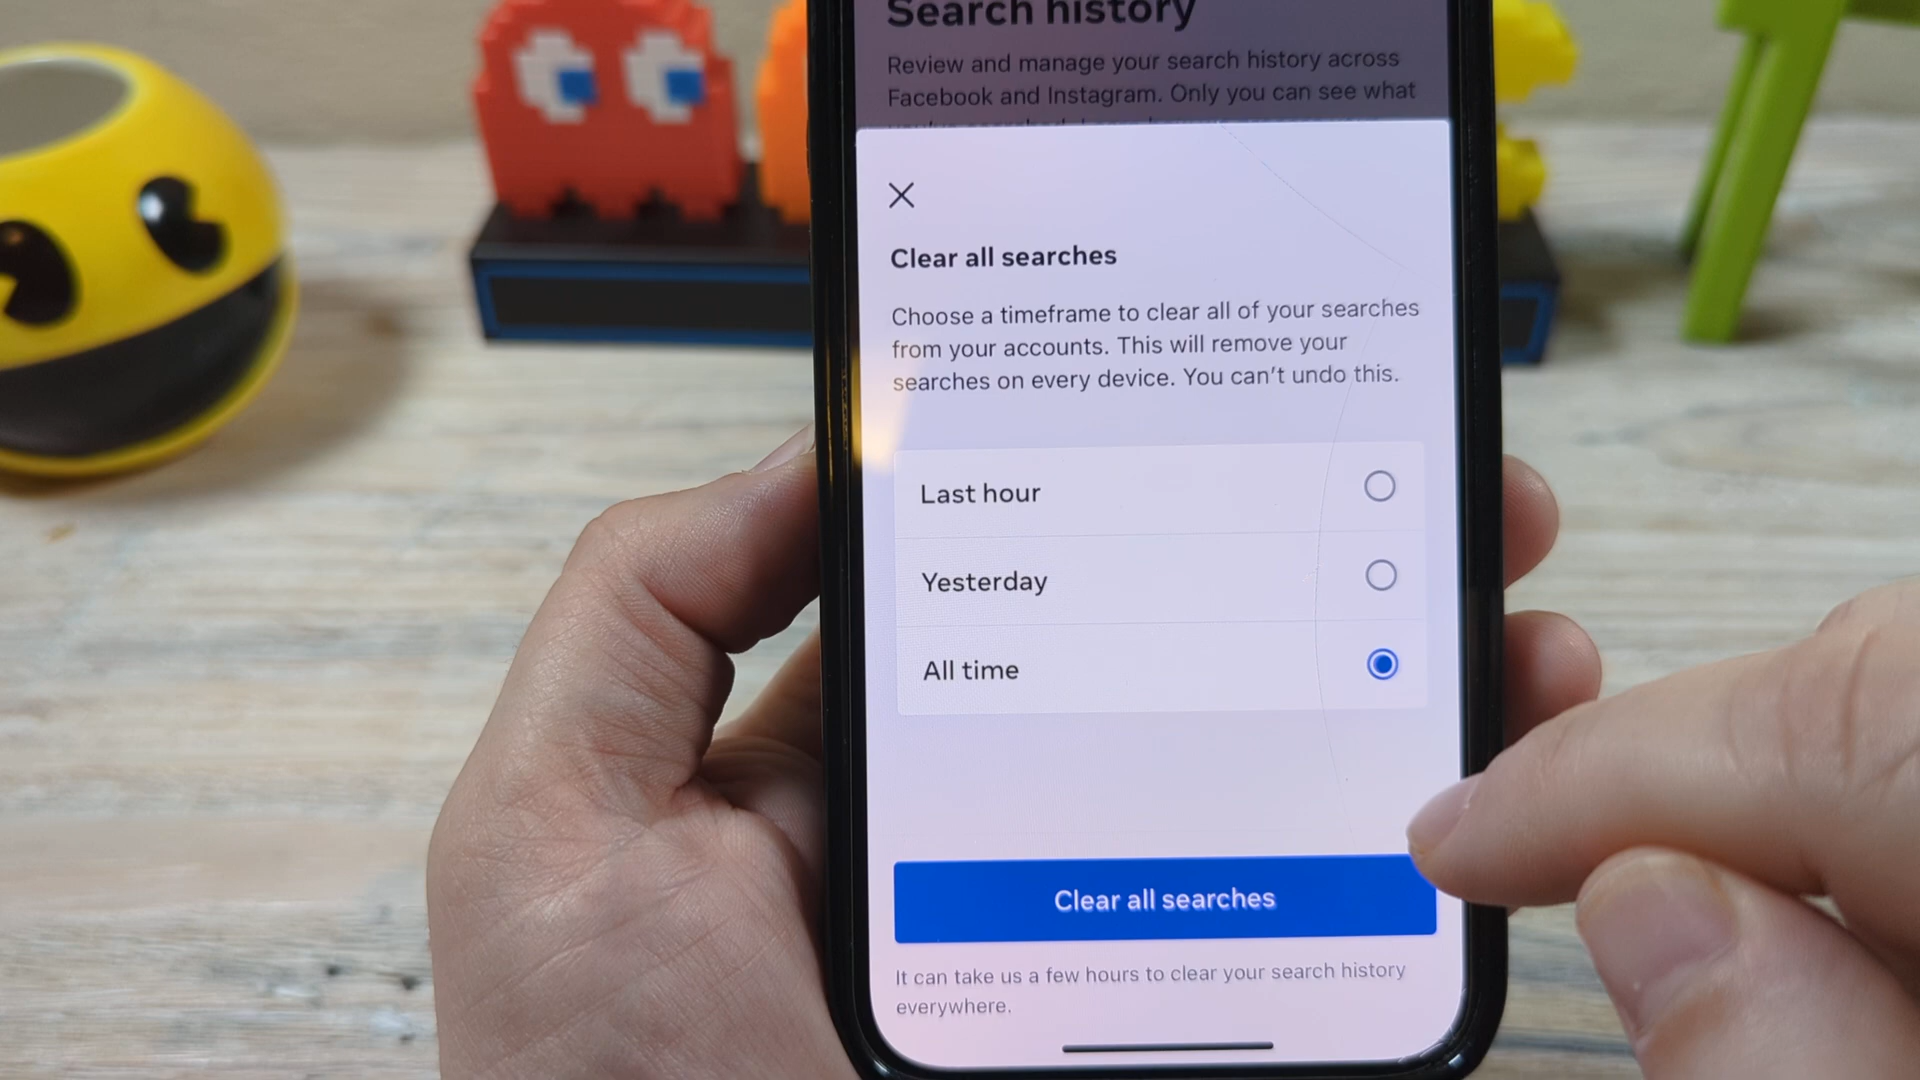 Search history
Review and manage your search history across
Facebook and Instagram. Only you can see what
Clear all searches
Choose a timeframe to clear all of your searches
from your accounts. This will remove your
searches on every device. You can't undo this.
Last hour
Yesterday
All time
Clear all searches
It can take us a few hours to clear your search history
everywhere.